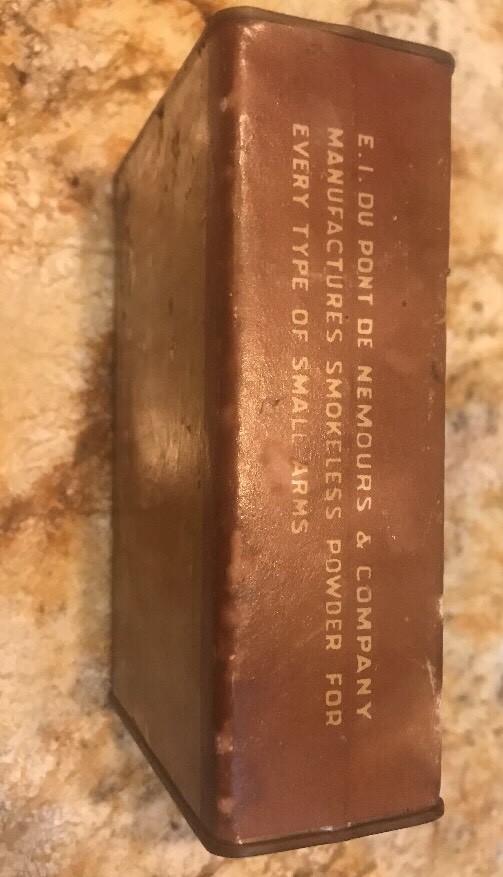 E. I. DU PONT DE NEMOURS & COMPANY
MANUFACTURES SMOKELESS POWDER FOR
EVERY TYPE OF SMALL ARMS